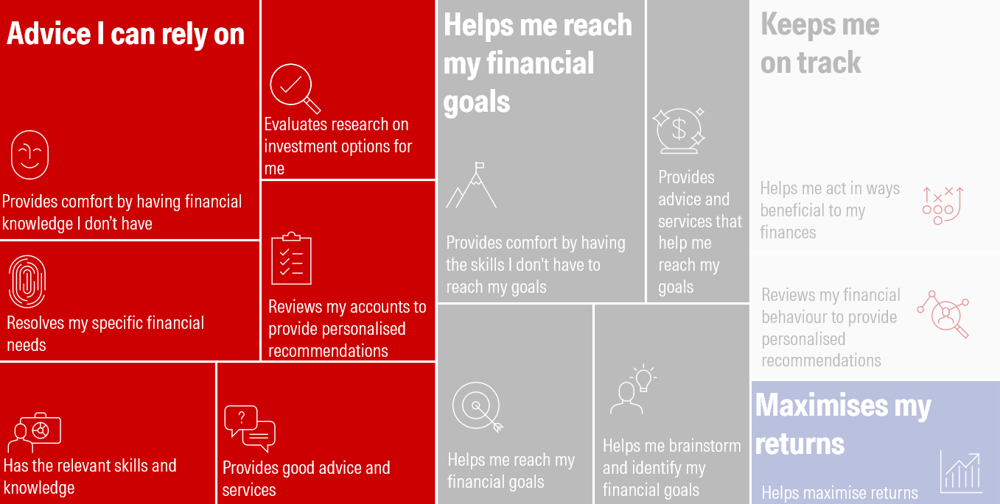 Advice I can rely on
Provides comfort by having financial
knowledge I don’t have
Evaluates research on
investment options for
me
Resolves my specific financial
needs
Reviews my accounts to
provide personalised
recommendations
Has the relevant skills and
knowledge
?
Provides good advice and
services
Helps me reach
my financial
goals
Provides comfort by having
the skills I don't have to
reach my goals
$
Provides
advice and
services that
help me
reach my
goals
Helps me reach my
financial goals
Helps me brainstorm
and identify my
financial goals
Keeps me
on track
Helps me act in ways
beneficial to my
finances
Reviews my financial
behaviour to provide
personalised
recommendations
Maximises my
returns
Helps maximise returns